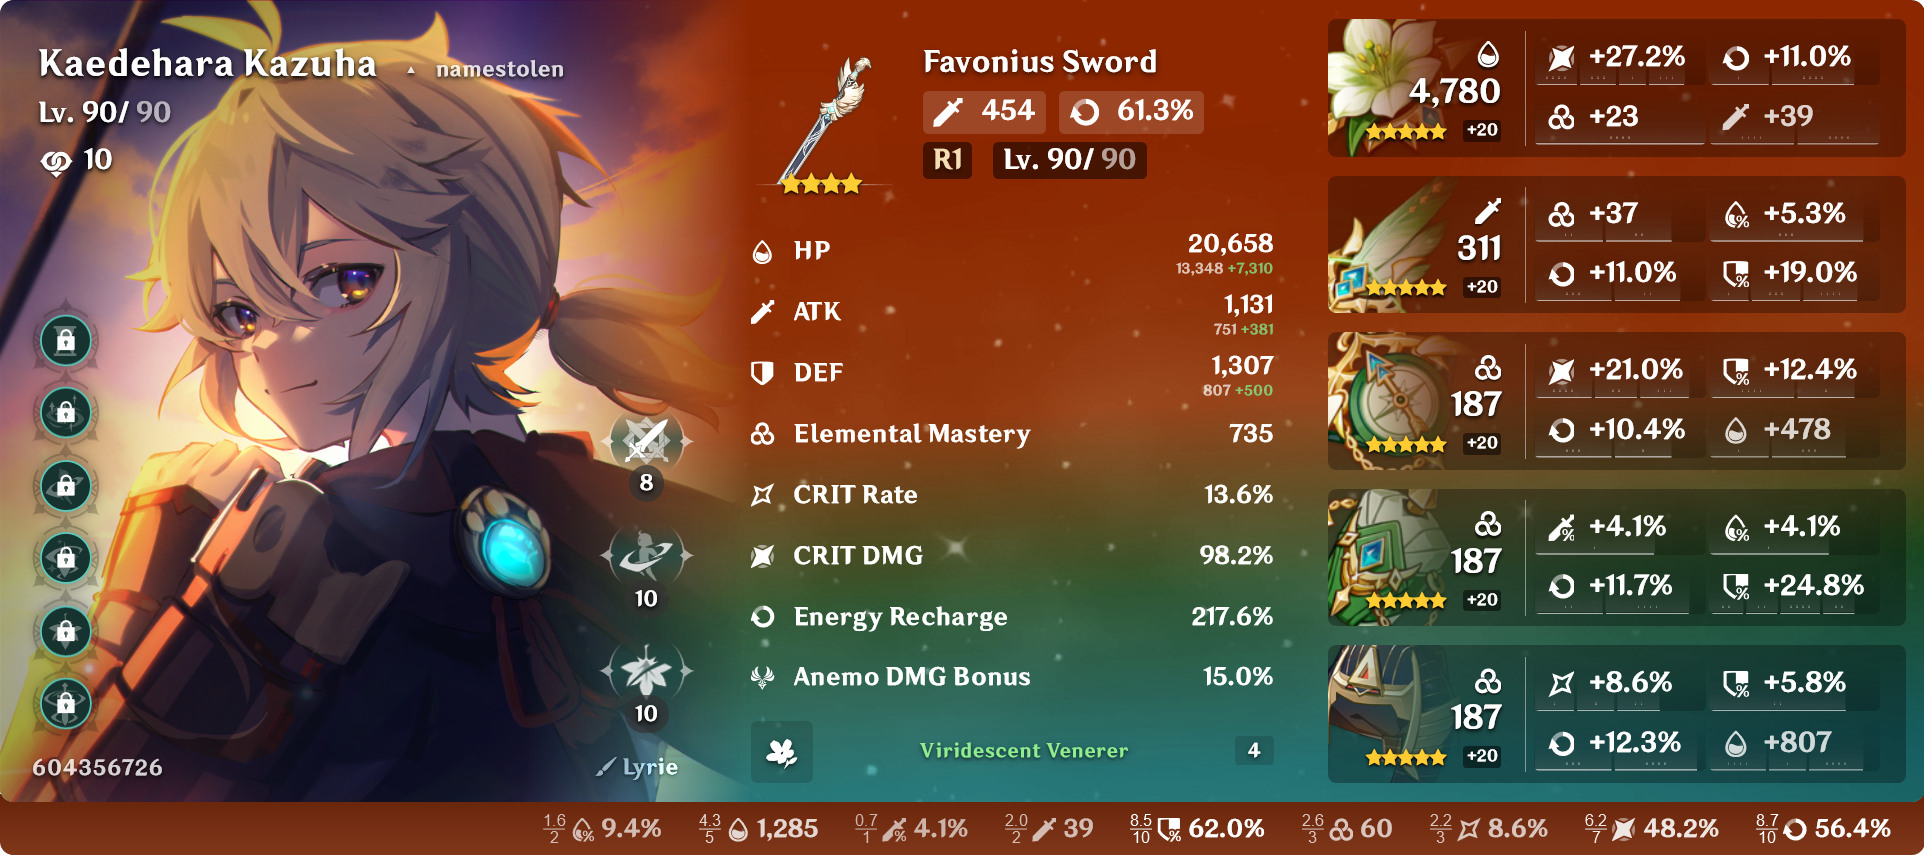 Kaedehara Kazuha namestolen
Lv. 90/ 90
10
8
10
10
604356726
Lyrie
Favonius Sword
454 61.3%
R1 Lv. 90/ 90
HP 20,658
13,348 +7,310
ATK 1,131
751 +381
DEF 1,307
807 +500
Elemental Mastery 735
CRIT Rate 13.6%
CRIT DMG 98.2%
Energy Recharge 217.6%
Anemo DMG Bonus 15.0%
Viridescent Venerer 4
4,780
+20
+27.2% +11.0%
+23 +39
311
+20
+37 +5.3%
+11.0% +19.0%
187
+20
+21.0% +12.4%
+10.4% +478
187
+20
+4.1% +4.1%
+11.7% +24.8%
187
+20
+8.6% +5.8%
+12.3% +807
1.6/2 9.4% 4.3/5 1,285 0.7/1 4.1% 2.0/2 39 8.5/10 62.0% 2.6/3 60 2.2/3 8.6% 6.2/7 48.2% 8.7/10 56.4%